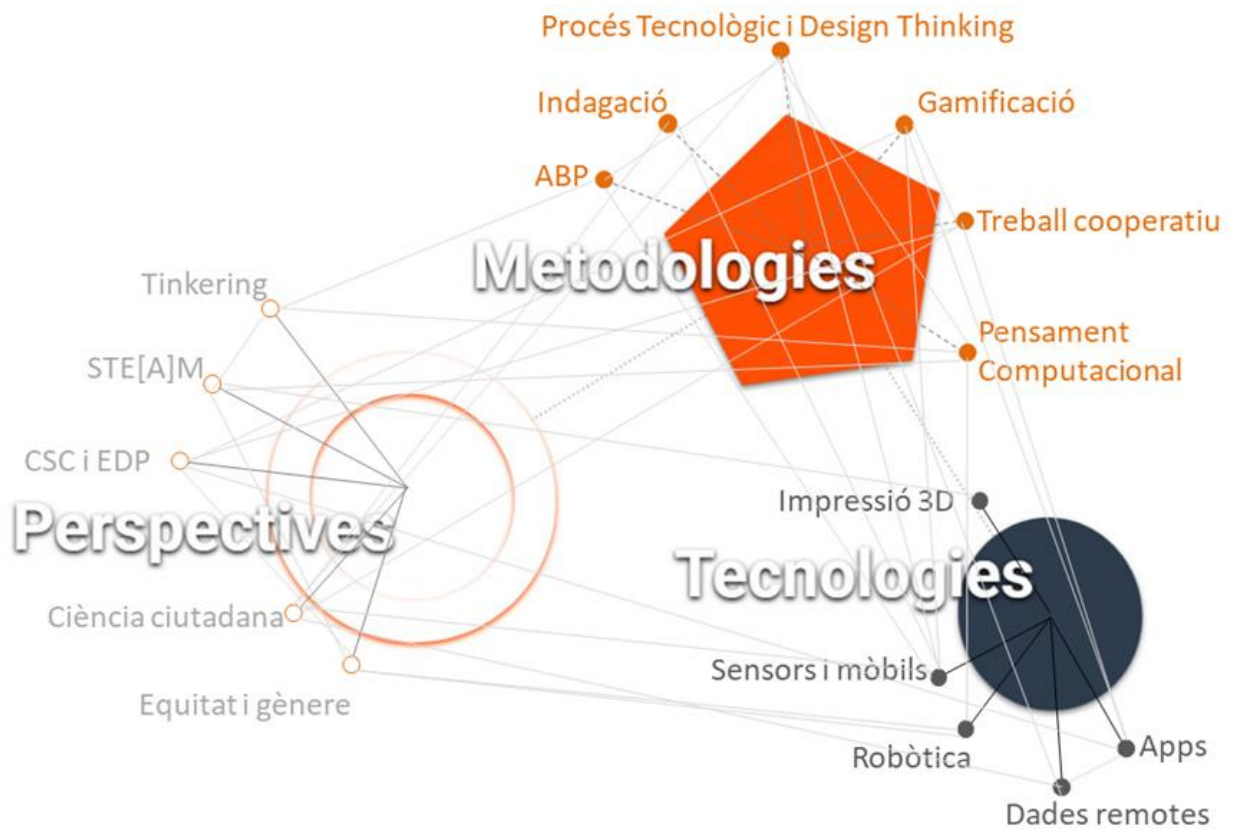 Procés Tecnològic i Design Thinking
Indagació
Gamificació
ABP
Treball cooperatiu
Metodologies
Tinkering
Pensament
Computacional
STE[A]M
CSC i EDP
Impressió 3D
Perspectives
Tecnologies
Ciència ciutadana
Sensors i mòbils
Equitat i gènere
Robòtica
Apps
Dades remotes